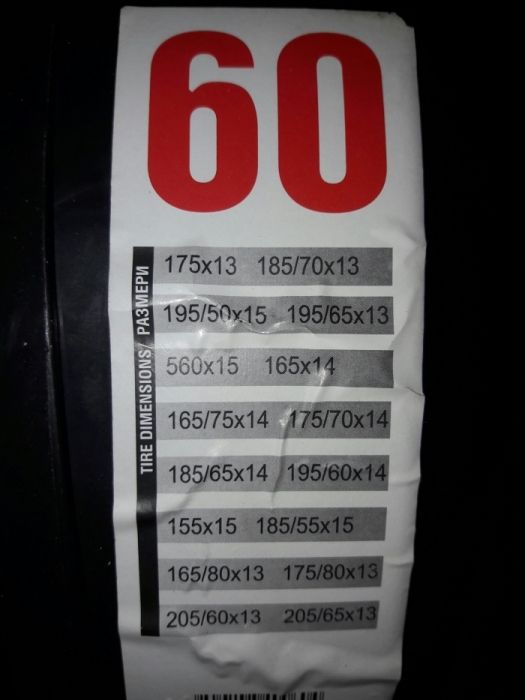 60
TIRE DIMENSIONS/ РАЗМЕРИ
175x13 185/70x13
195/50x15 195/65x13
560x15 165x14
165/75x14 175/70x14
185/65x14 195/60x14
155x15 185/55x15
165/80x13 175/80x13
205/60x13 205/65x13